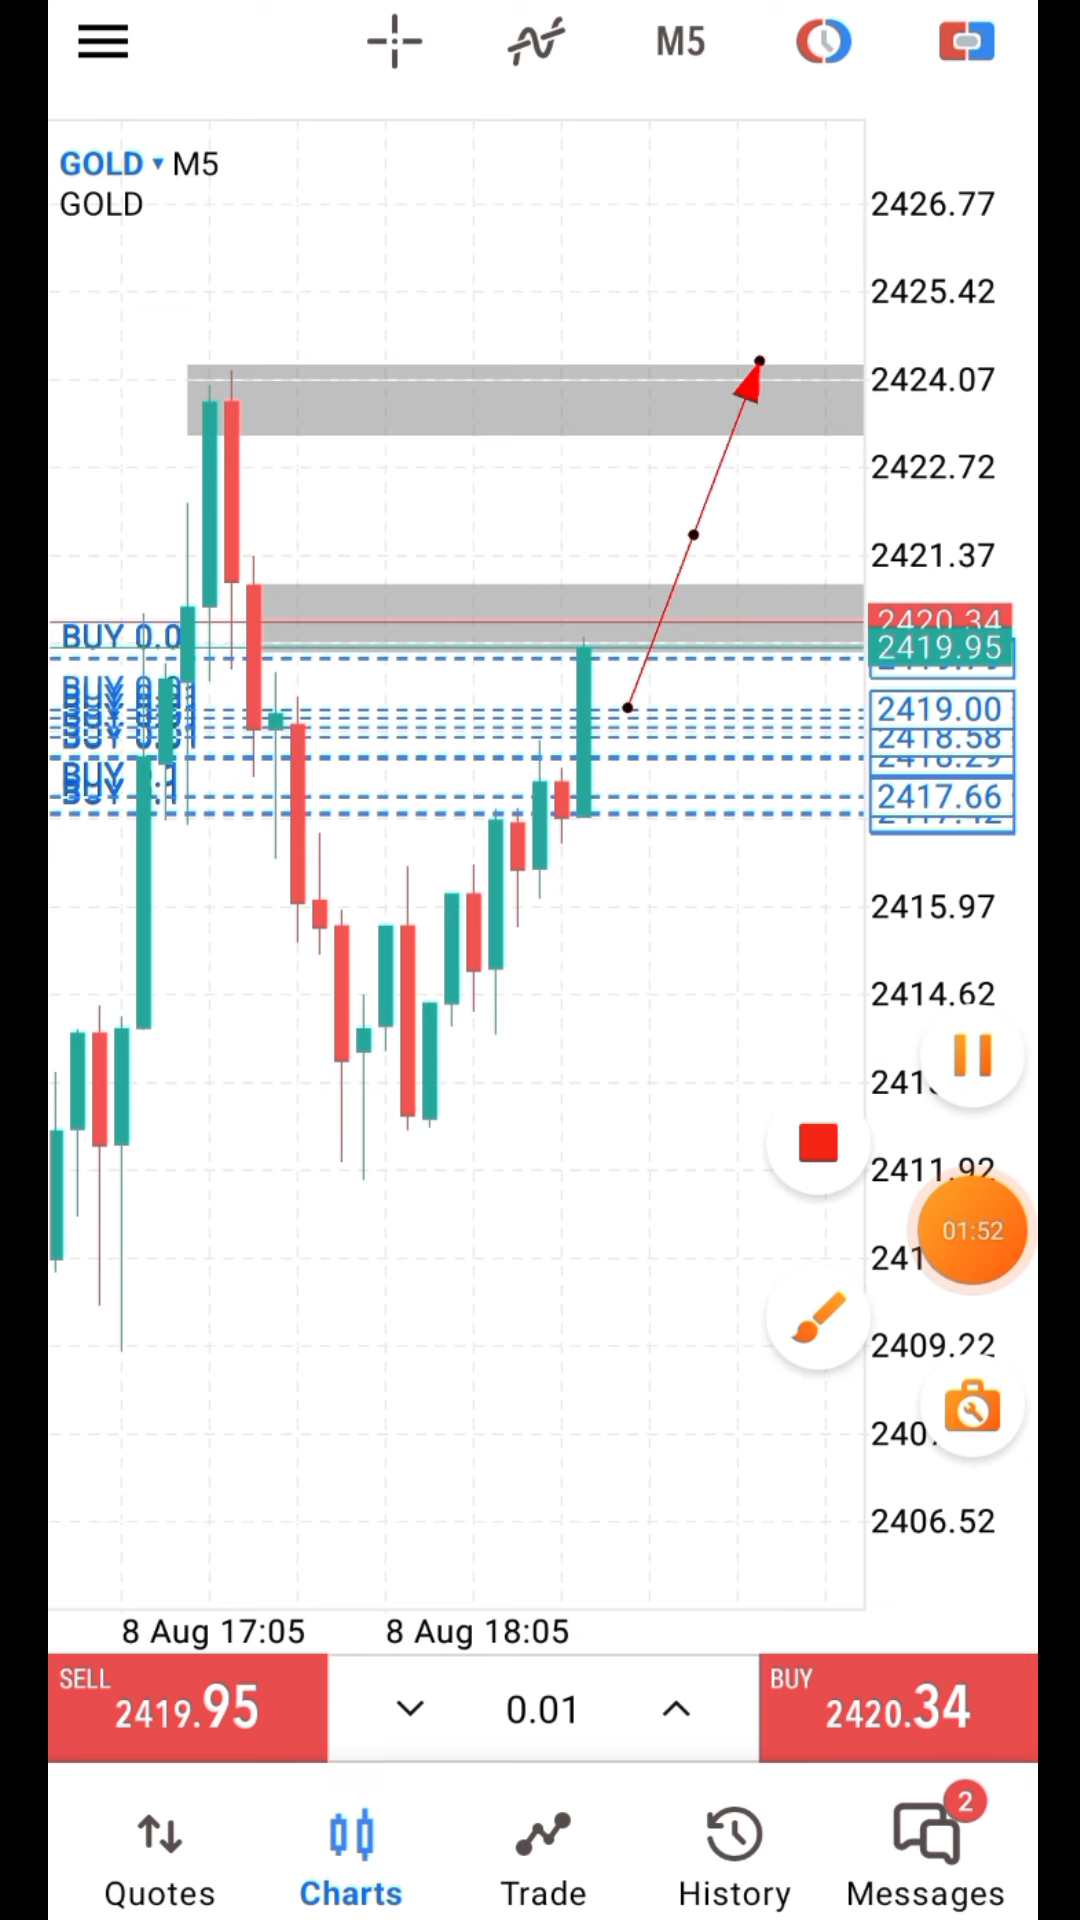 M5
GOLD ▾ M5
GOLD
2426.77
2425.42
2424.07
2422.72
2421.37
2420.34
2419.95
BUY 0.0
2419.00
2418.58
2417.66
2415.97
2414.62
241
2411.92
241
2409.22
240
2406.52
01:52
8 Aug 17:05 8 Aug 18:05
SELL 2419.95
0.01
BUY 2420.34
2
Quotes Charts Trade History Messages